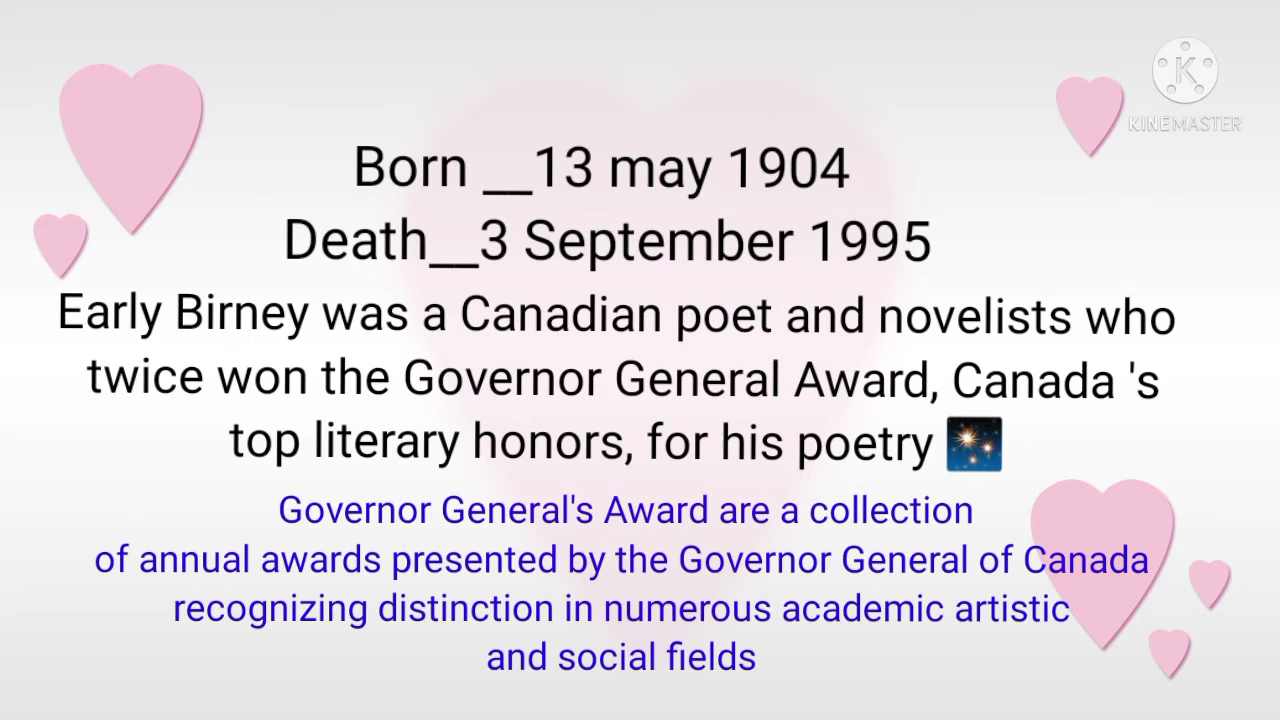 K
KINEMASTER
Born __13 may 1904
Death__3 September 1995
Early Birney was a Canadian poet and novelists who
twice won the Governor General Award, Canada 's
top literary honors, for his poetry 🎇
Governor General's Award are a collection
of annual awards presented by the Governor General of Canada
recognizing distinction in numerous academic artistic
and social fields